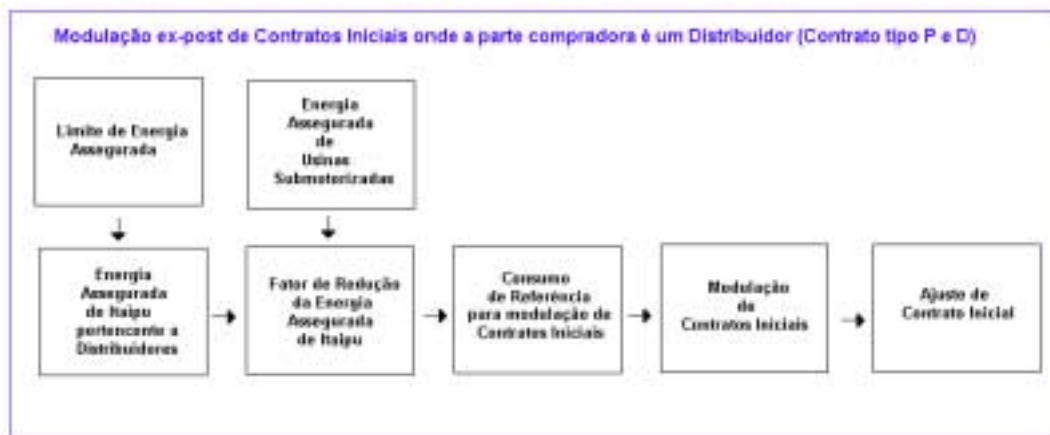 Modulação ex-post de Contratos Iniciais onde a parte compradora é um Distribuidor (Contrato tipo P e D)
Limite de Energia
Assegurada
Energia
Assegurada
de
Usinas
Submotorizadas
Energia
Assegurada
de Itaipu
pertencente a
Distribuidores
Fator de Redução
da Energia
Assegurada
de Itaipu
Consumo
de Referência
para modulação de
Contratos Iniciais
Modulação
de
Contratos Iniciais
Ajuste de
Contrato Inicial